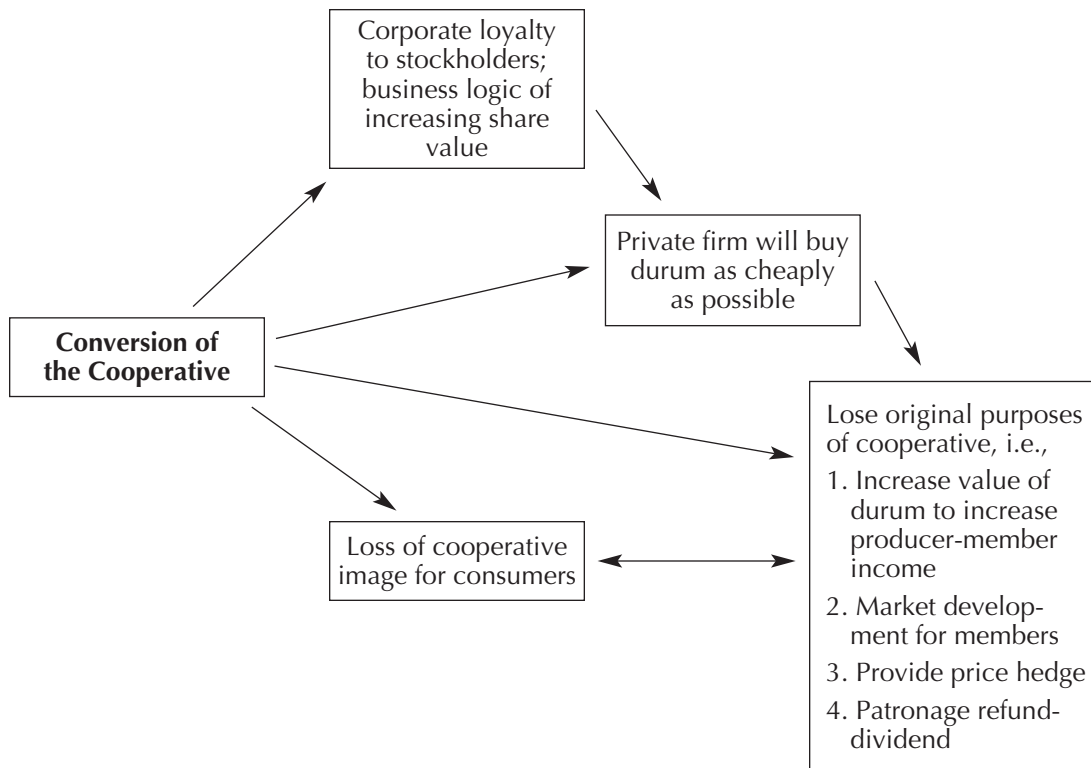 Corporate loyalty
to stockholders;
business logic of
increasing share
value
Private firm will buy
durum as cheaply
as possible
Conversion of
the Cooperative
Lose original purposes
of cooperative, i.e.,
1. Increase value of
durum to increase
producer-member
income
2. Market develop-
ment for members
3. Provide price hedge
4. Patronage refund-
dividend
Loss of cooperative
image for consumers